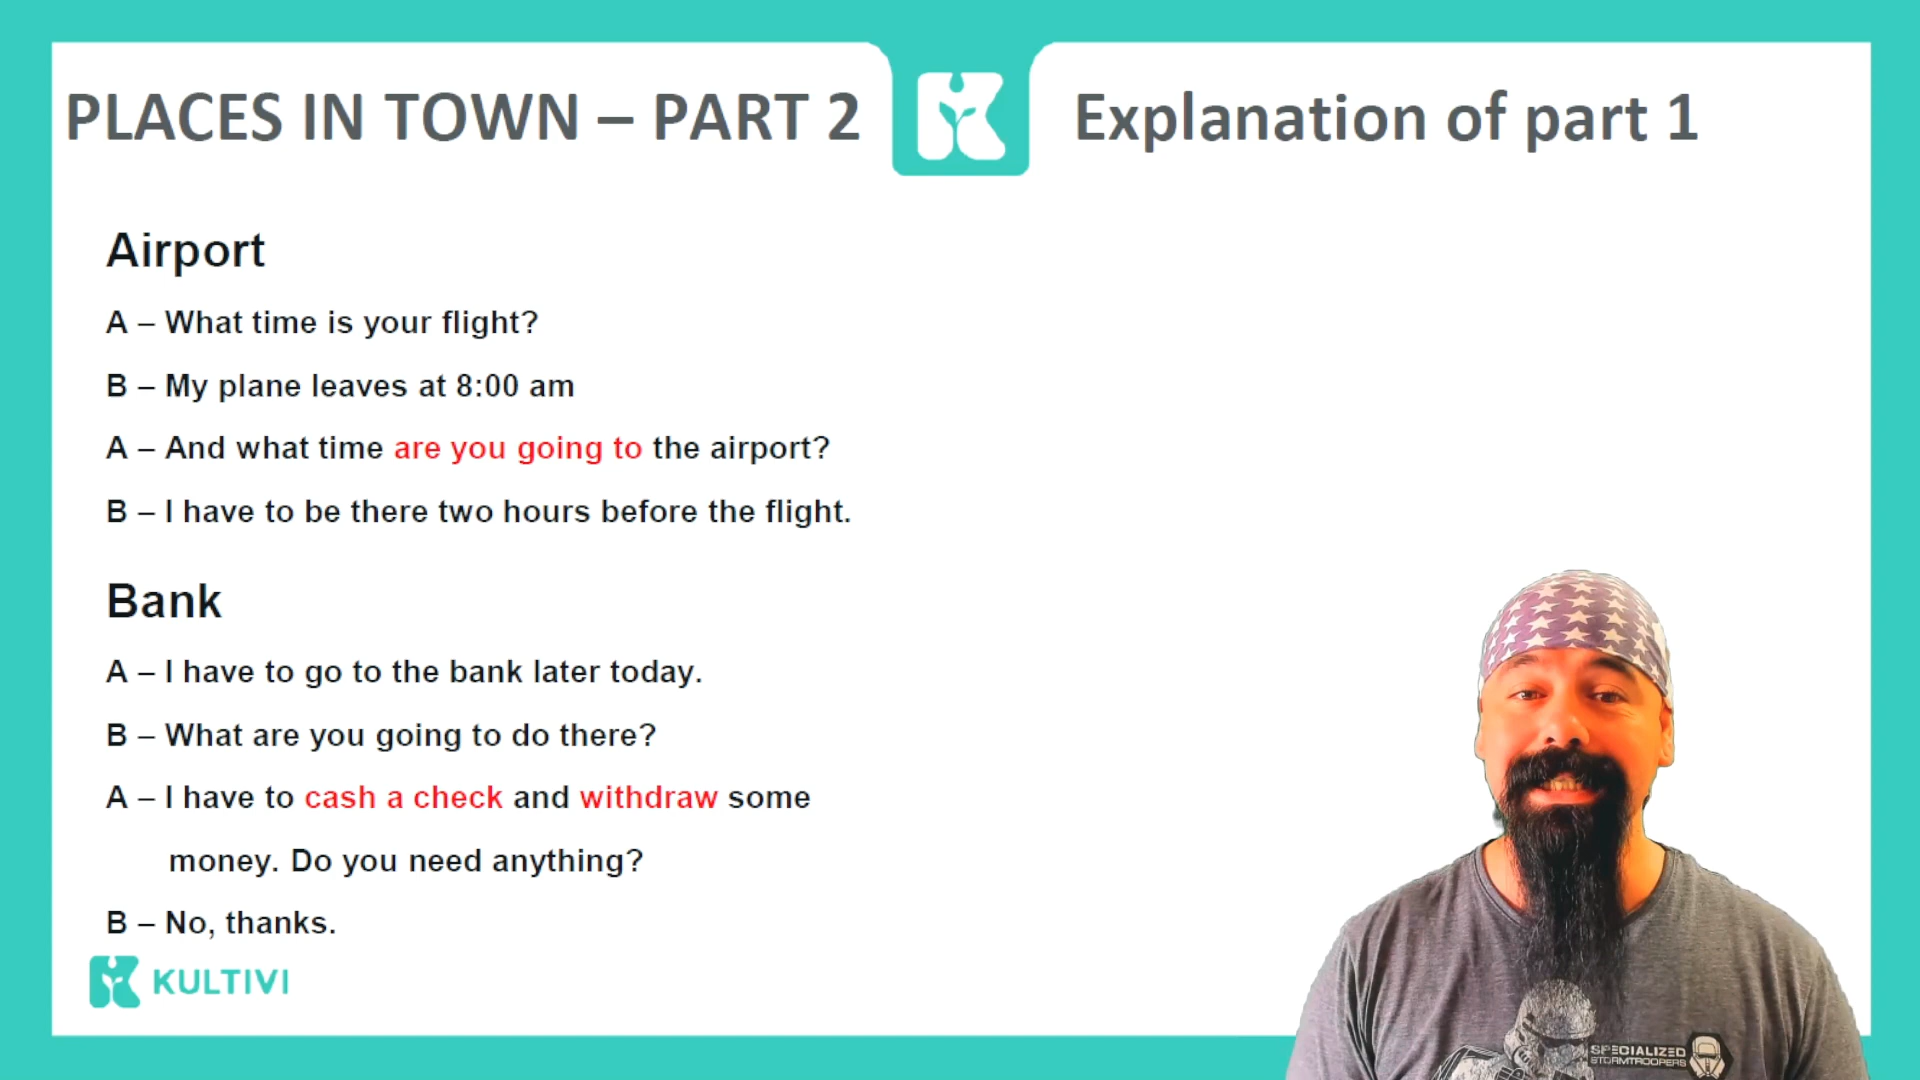 PLACES IN TOWN – PART 2
Explanation of part 1
Airport
A – What time is your flight?
B – My plane leaves at 8:00 am
A – And what time are you going to the airport?
B – I have to be there two hours before the flight.
Bank
A – I have to go to the bank later today.
B – What are you going to do there?
A – I have to cash a check and withdraw some
money. Do you need anything?
B – No, thanks.
KULTIVI
SPECIALIZED
STORMTROOPERS